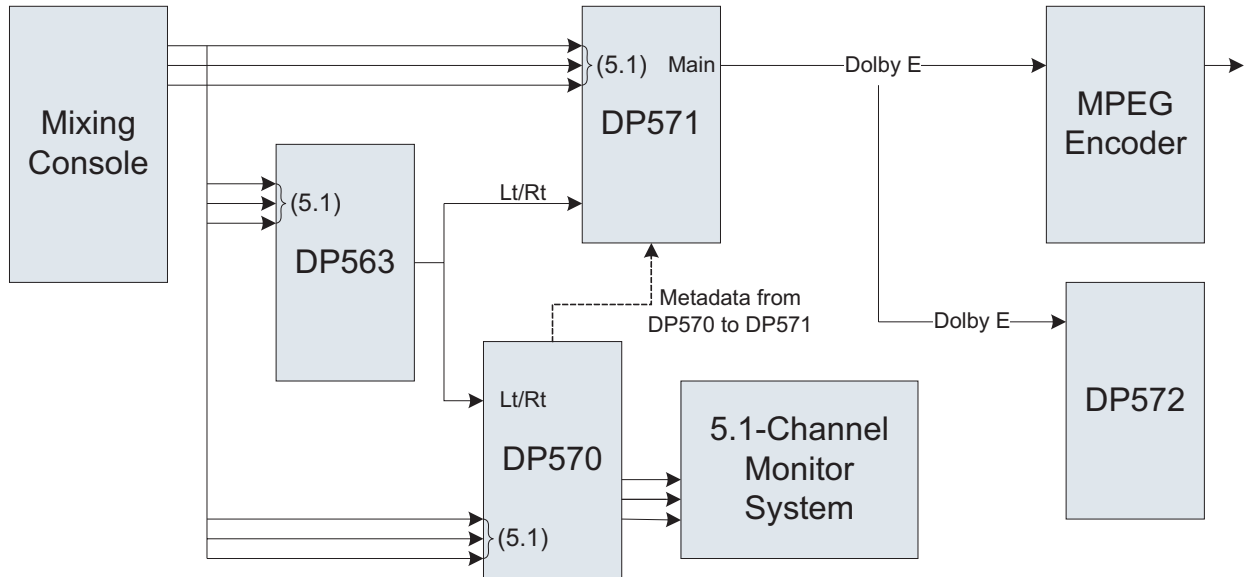 Mixing
Console
(5.1)
Main
DP571
Dolby E
MPEG
Encoder
(5.1)
DP563
Lt/Rt
Metadata from
DP570 to DP571
Dolby E
DP572
Lt/Rt
DP570
(5.1)
5.1-Channel
Monitor
System